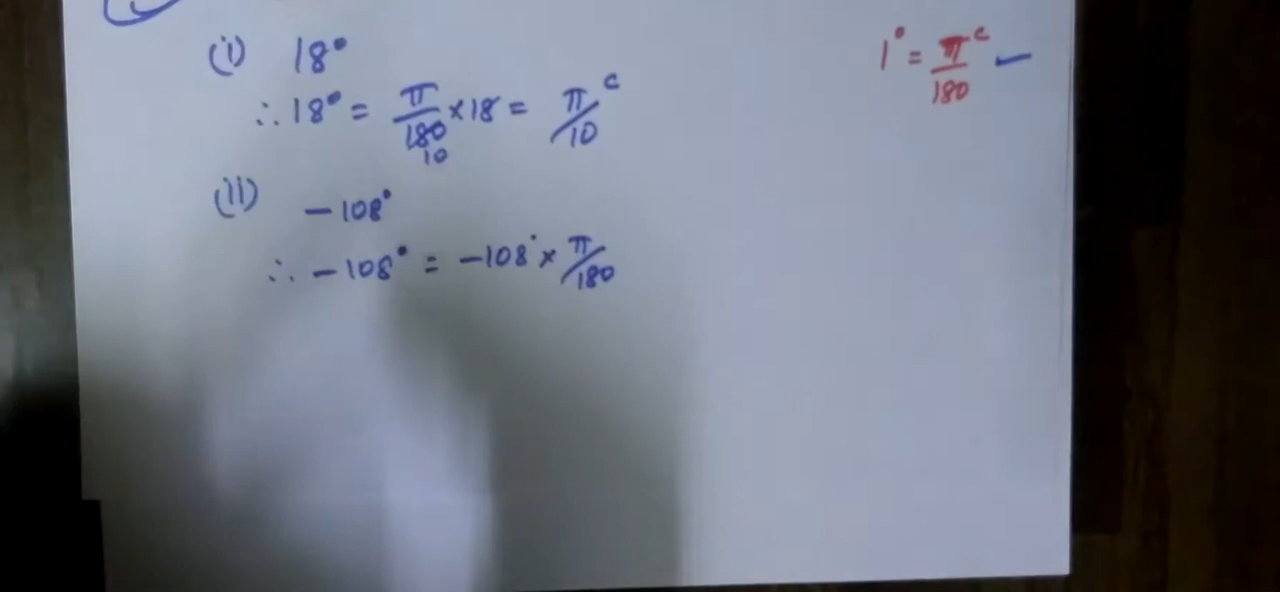 (i) 18°
1° = π/180 ᶜ
∴ 18° = π/180 × 18 = π/10 ᶜ
10
(ii) -108°
∴ -108° = -108° × π/180